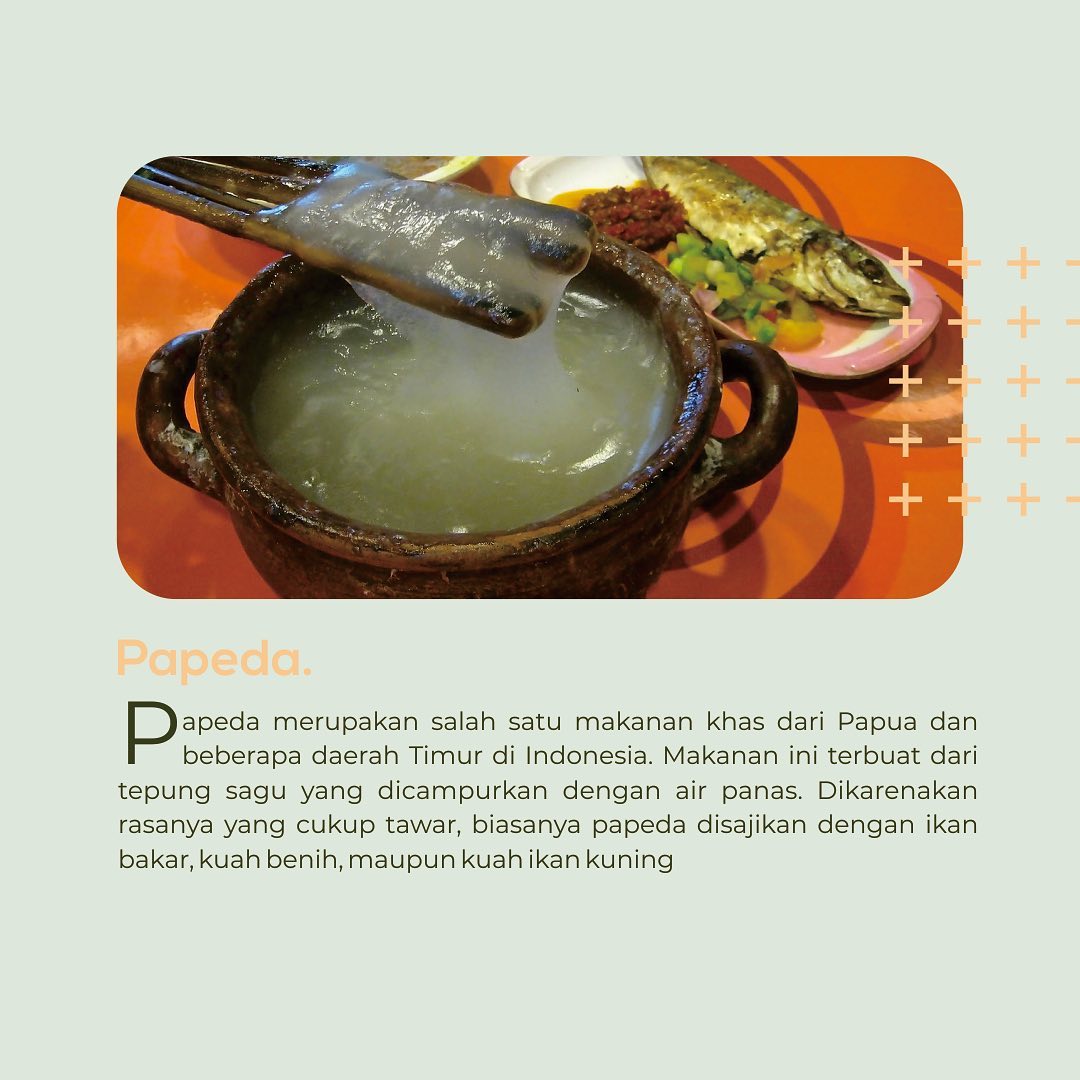 Papeda.
Papeda merupakan salah satu makanan khas dari Papua dan
beberapa daerah Timur di Indonesia. Makanan ini terbuat dari
tepung sagu yang dicampurkan dengan air panas. Dikarenakan
rasanya yang cukup tawar, biasanya papeda disajikan dengan ikan
bakar, kuah benih, maupun kuah ikan kuning